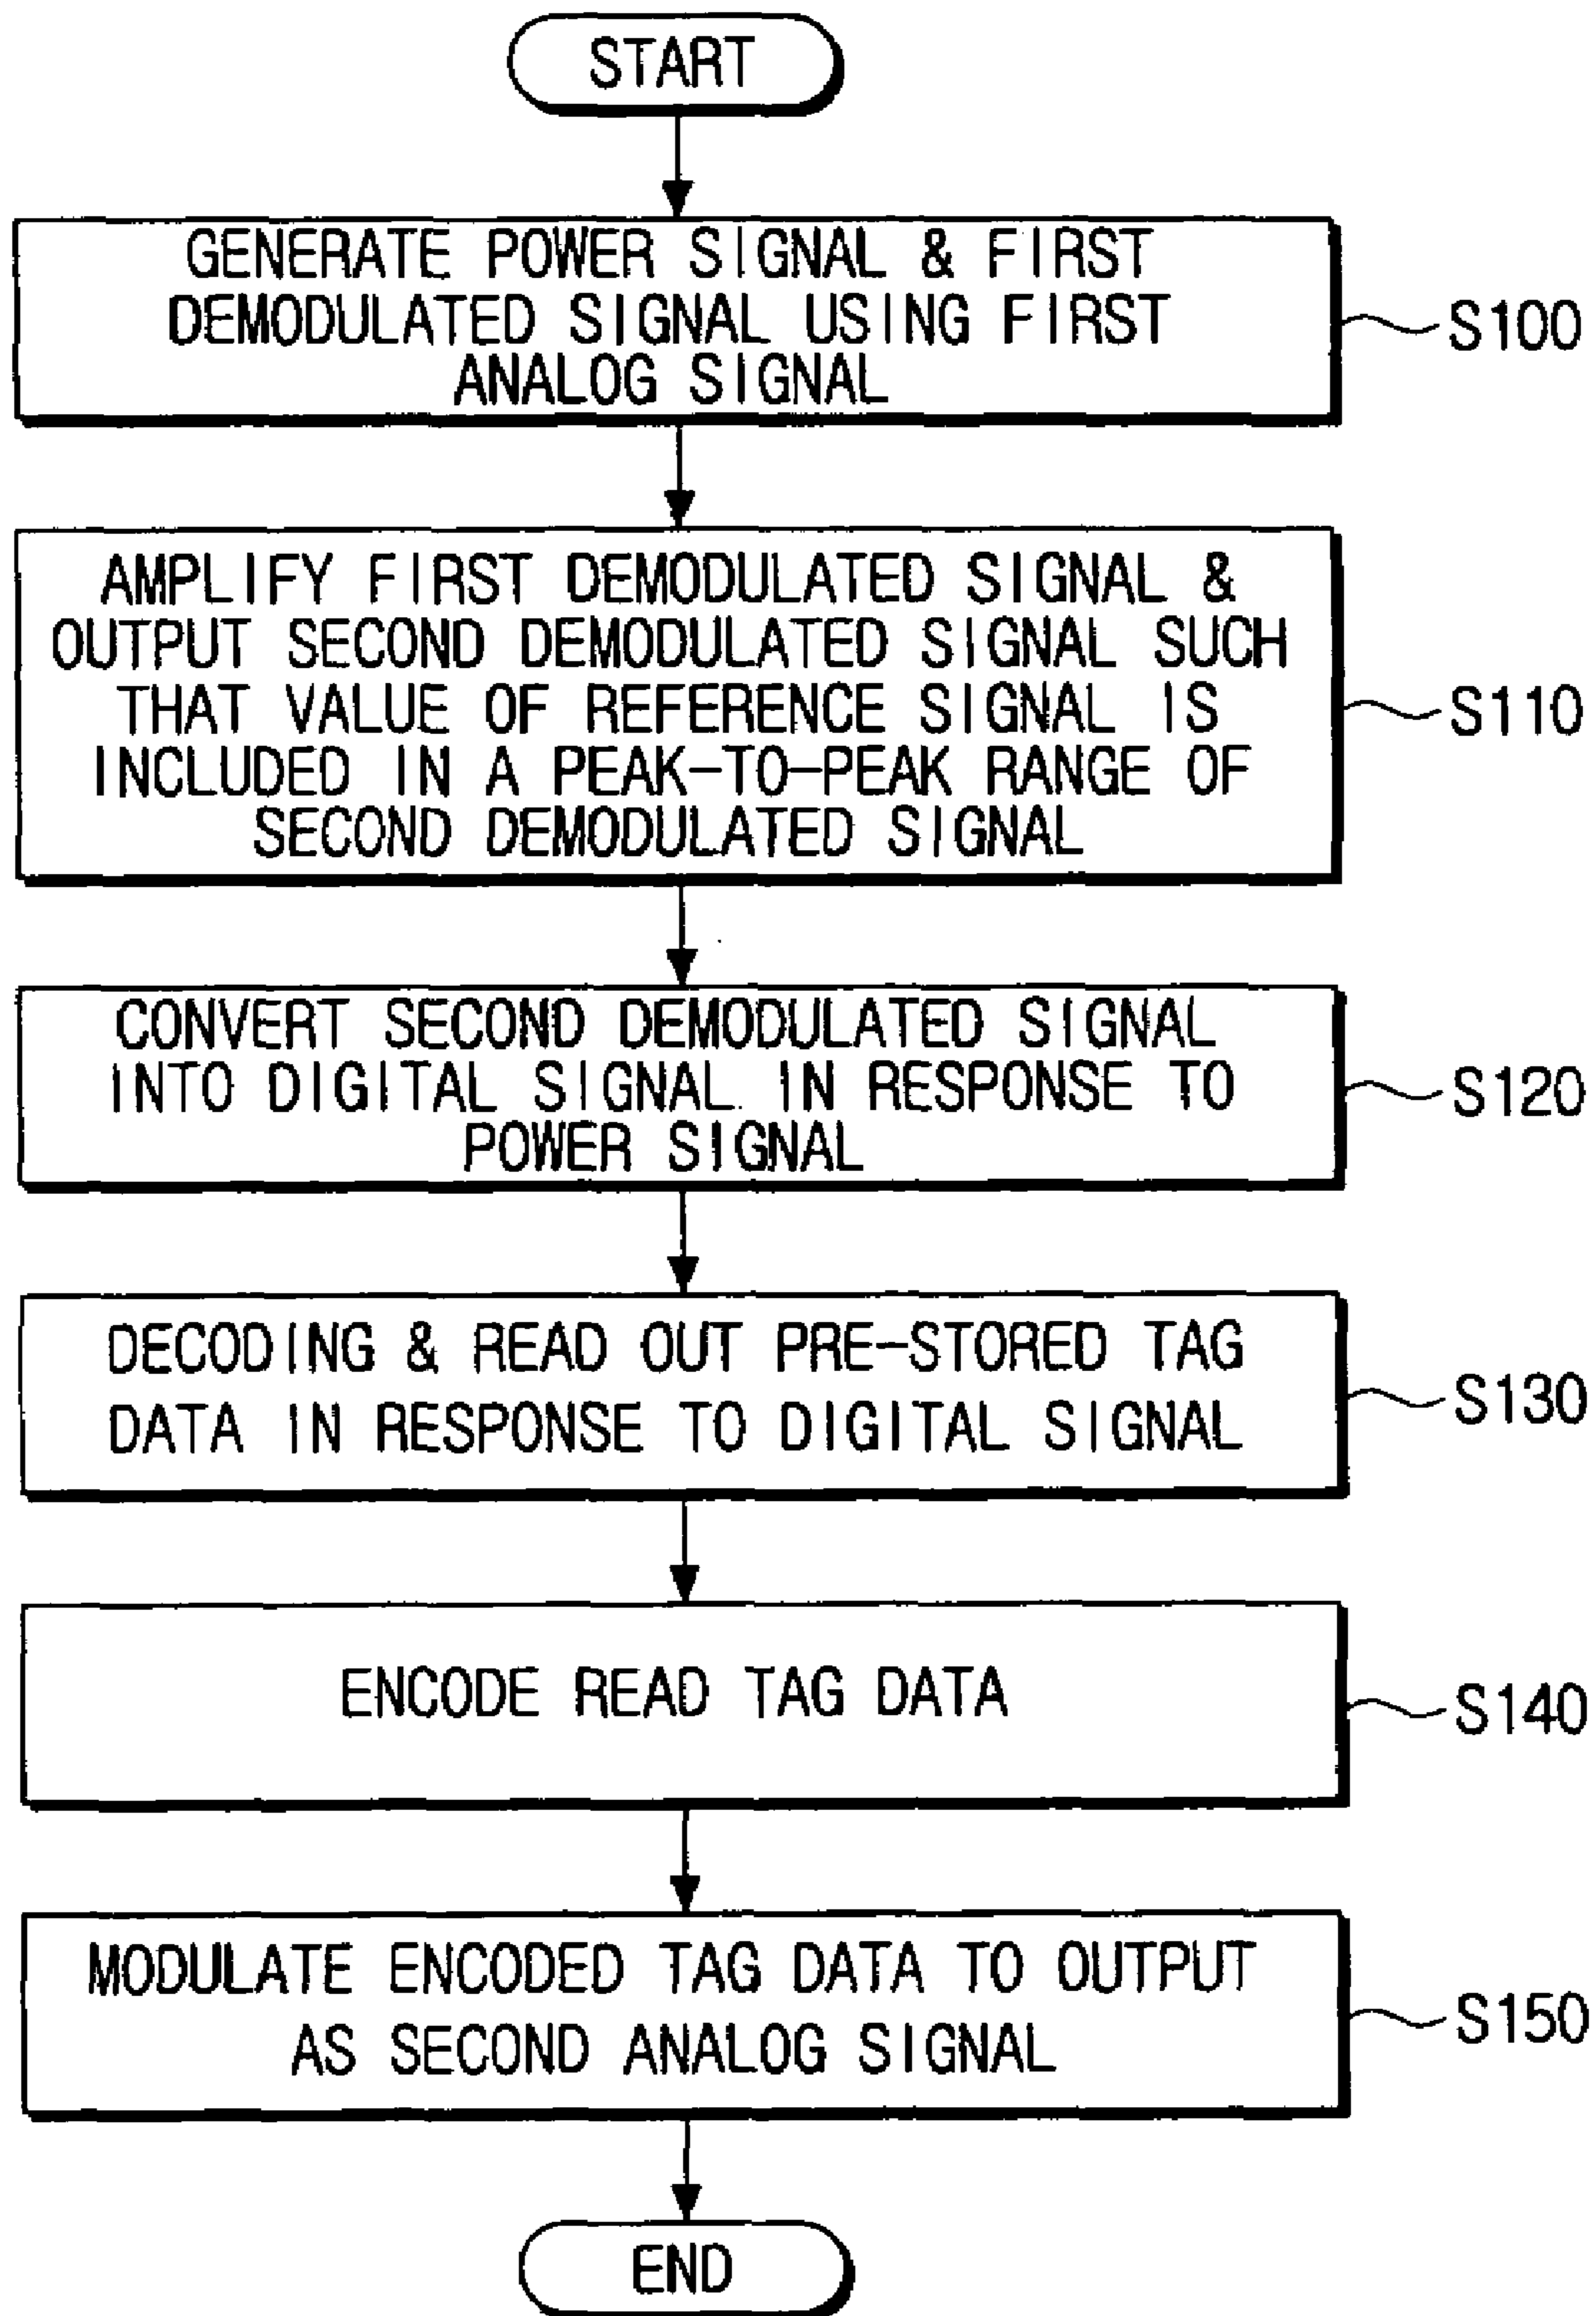 START
GENERATE POWER SIGNAL & FIRST
DEMODULATED SIGNAL USING FIRST
ANALOG SIGNAL
S100
AMPLIFY FIRST DEMODULATED SIGNAL &
OUTPUT SECOND DEMODULATED SIGNAL SUCH
THAT VALUE OF REFERENCE SIGNAL IS
INCLUDED IN A PEAK-TO-PEAK RANGE OF
SECOND DEMODULATED SIGNAL
S110
CONVERT SECOND DEMODULATED SIGNAL
INTO DIGITAL SIGNAL IN RESPONSE TO
POWER SIGNAL
S120
DECODING & READ OUT PRE-STORED TAG
DATA IN RESPONSE TO DIGITAL SIGNAL
S130
ENCODE READ TAG DATA
S140
MODULATE ENCODED TAG DATA TO OUTPUT
AS SECOND ANALOG SIGNAL
S150
END